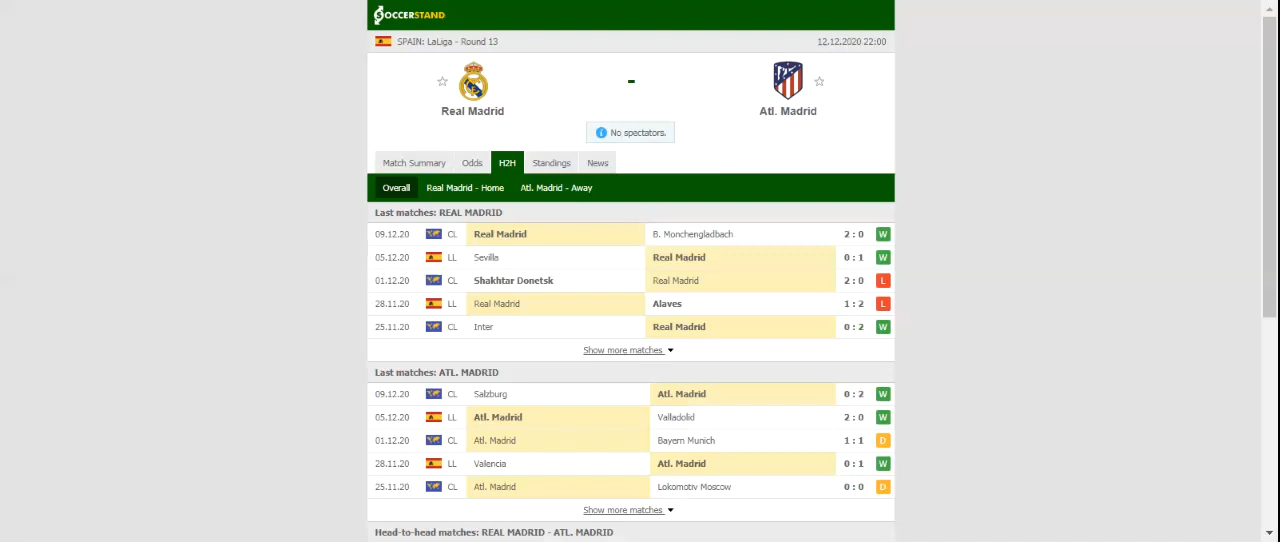 SOCCERSTAND
SPAIN: LaLiga - Round 13 12.12.2020 22:00
-
Real Madrid Atl. Madrid
No spectators.
Match Summary Odds H2H Standings News
Overall Real Madrid - Home Atl. Madrid - Away
Last matches: REAL MADRID
09.12.20 CL Real Madrid B. Monchengladbach 2 : 0 W
05.12.20 LL Sevilla Real Madrid 0 : 1 W
01.12.20 CL Shakhtar Donetsk Real Madrid 2 : 0 L
28.11.20 LL Real Madrid Alaves 1 : 2 L
25.11.20 CL Inter Real Madrid 0 : 2 W
Show more matches
Last matches: ATL. MADRID
09.12.20 CL Salzburg Atl. Madrid 0 : 2 W
05.12.20 LL Atl. Madrid Valladolid 2 : 0 W
01.12.20 CL Atl. Madrid Bayern Munich 1 : 1 D
28.11.20 LL Valencia Atl. Madrid 0 : 1 W
25.11.20 CL Atl. Madrid Lokomotiv Moscow 0 : 0 D
Show more matches
Head-to-head matches: REAL MADRID - ATL. MADRID